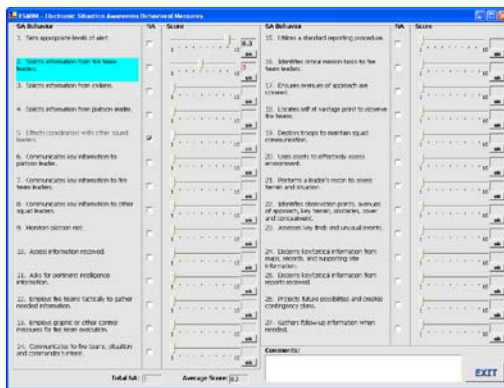 ESARM - Electronic Situation Awareness Behavioral Measures
SA Behavior NA Score
1. Sets appropriate levels of alert.
2. Solicits information from fire team
leaders.
3. Solicits information from civilians.
4. Solicits information from platoon leader.
5. Effects coordination with other squad
leaders.
6. Communicates key information to
platoon leader.
7. Communicates key information to fire
team leaders.
8. Communicates key information to other
squad leaders.
9. Monitors platoon net.
10. Assess information received.
11. Asks for pertinent intelligence
information.
12. Employs fire teams tactically to gather
needed information.
13. Employs graphic or other control
measures for fire team execution.
14. Communicates to fire teams, situation
and commander's intent.
Total SA:
Average Score:
SA Behavior NA Score
15. Utilizes a standard reporting procedure.
16. Identifies critical mission tasks to fire
team leaders.
17. Ensures avenues of approach are
covered.
18. Locates self at vantage point to observe
fire teams.
19. Deploys troops to maintain squad
communication.
20. Uses assets to effectively assess
environment.
21. Performs a leader's recon to assess
terrain and situation.
22. Identifies observation points, avenues
of approach, key terrain, obstacles, cover
and concealment.
23. Assesses key finds and unusual events.
24. Discerns key/critical information from
maps, records, and supporting site
information.
25. Discerns key/critical information from
reports received.
26. Projects future possibilities and creates
contingency plans.
27. Gathers follow-up information when
needed.
Comments:
EXIT